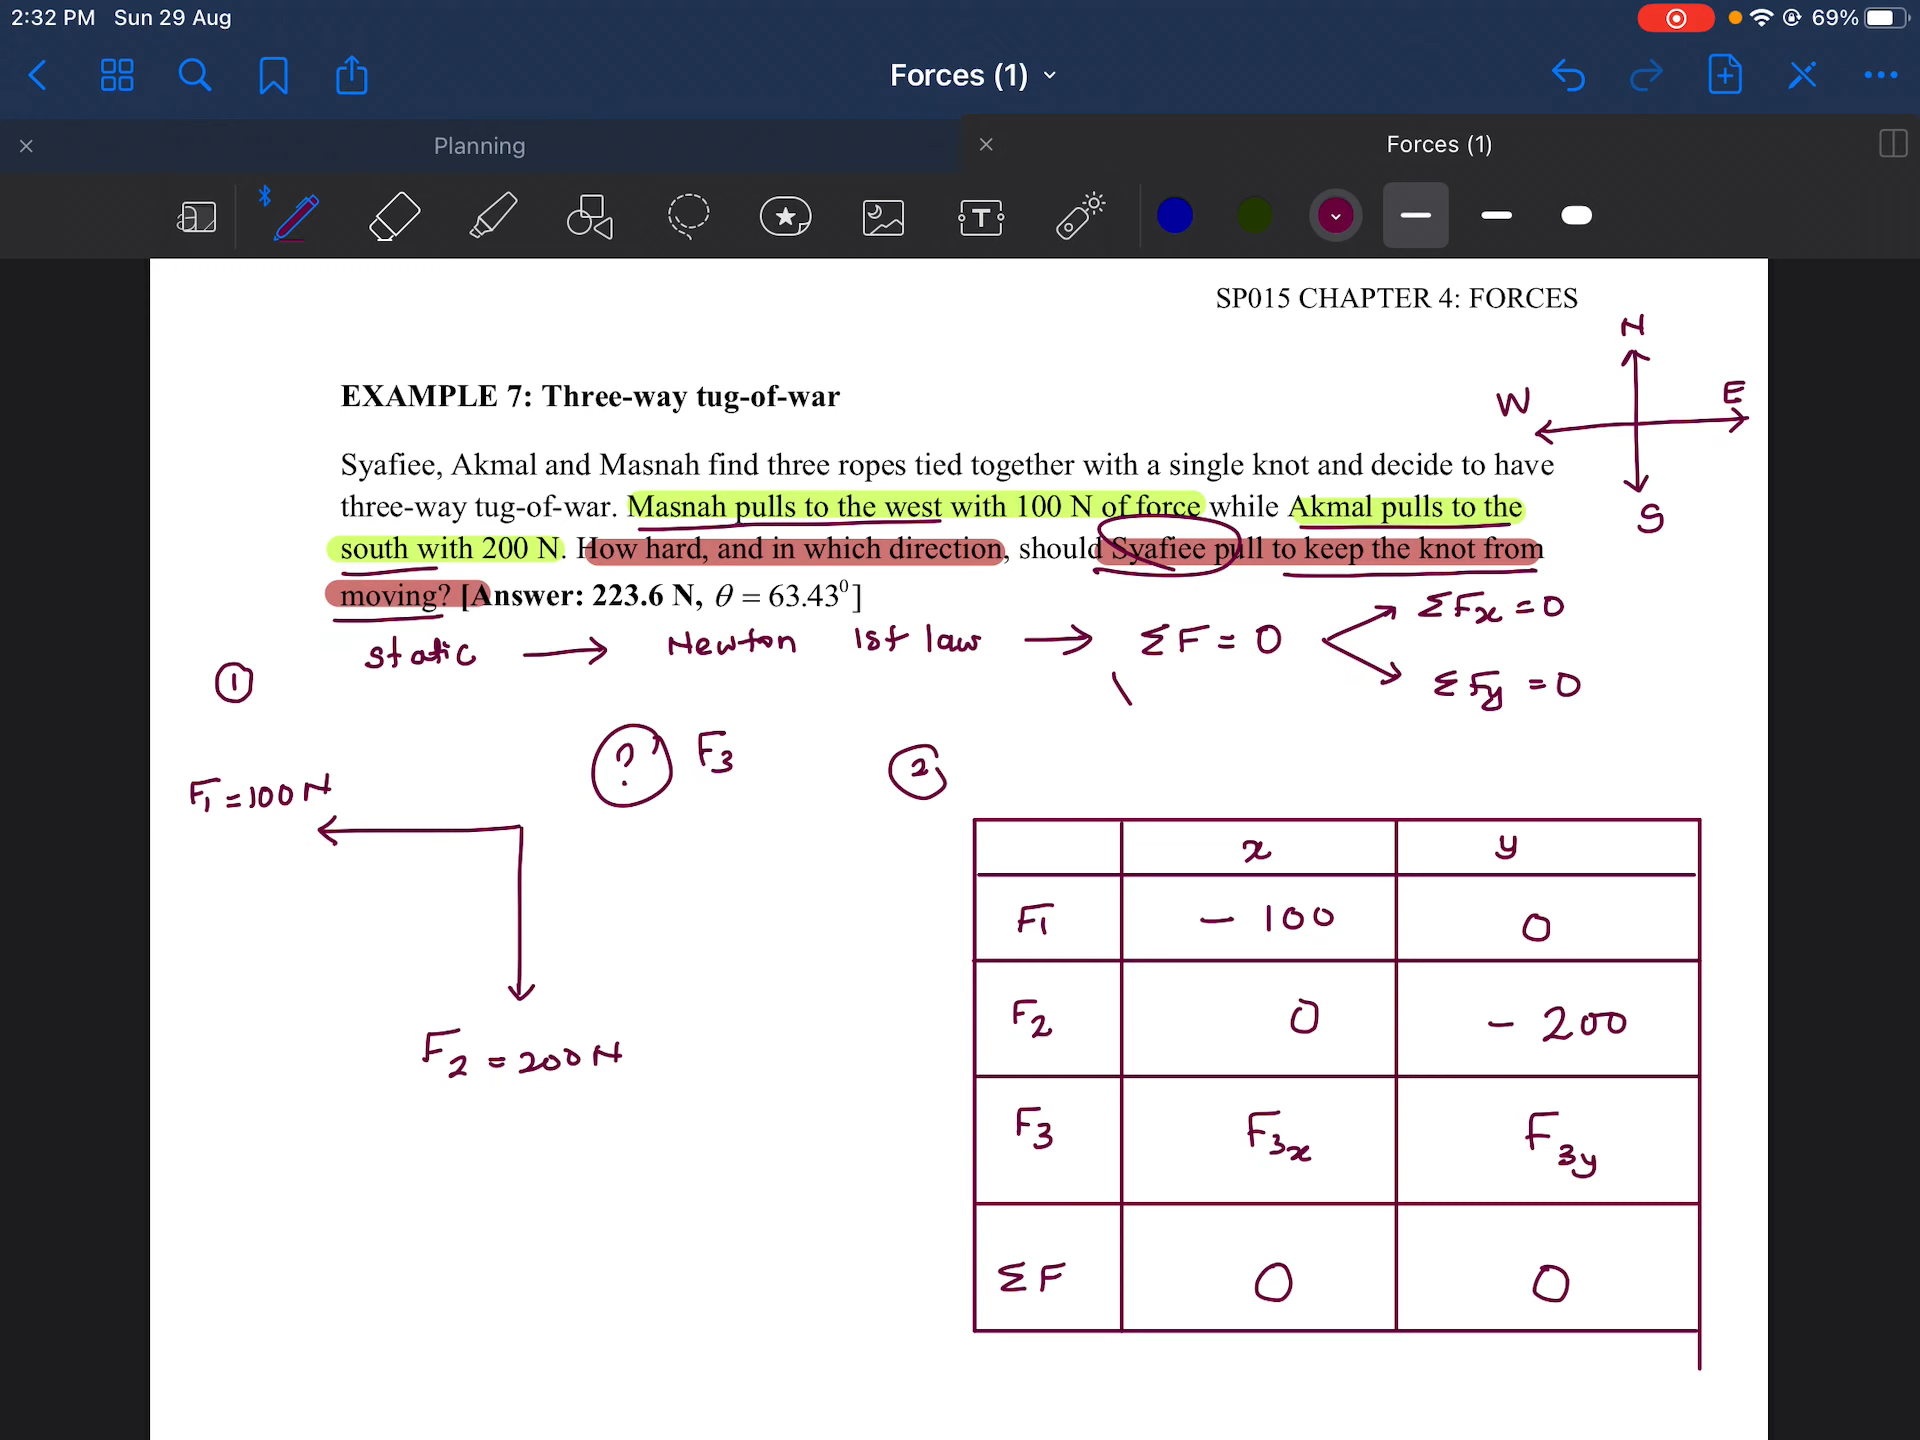 2:32 PM Sun 29 Aug 69%
Forces (1)
Planning
Forces (1)
SP015 CHAPTER 4: FORCES
N
W E
S
EXAMPLE 7: Three-way tug-of-war
Syafiee, Akmal and Masnah find three ropes tied together with a single knot and decide to have
three-way tug-of-war. Masnah pulls to the west with 100 N of force while Akmal pulls to the
south with 200 N. How hard, and in which direction, should Syafiee pull to keep the knot from
moving? [Answer: 223.6 N, θ = 63.43⁰]
static → Newton 1st law → ΣF = 0
ΣFx = 0
ΣFy = 0
①
? F3
F1 = 100 N
F2 = 200 N
②
x y
F1 - 100 0
F2 0 - 200
F3 F3x F3y
ΣF 0 0